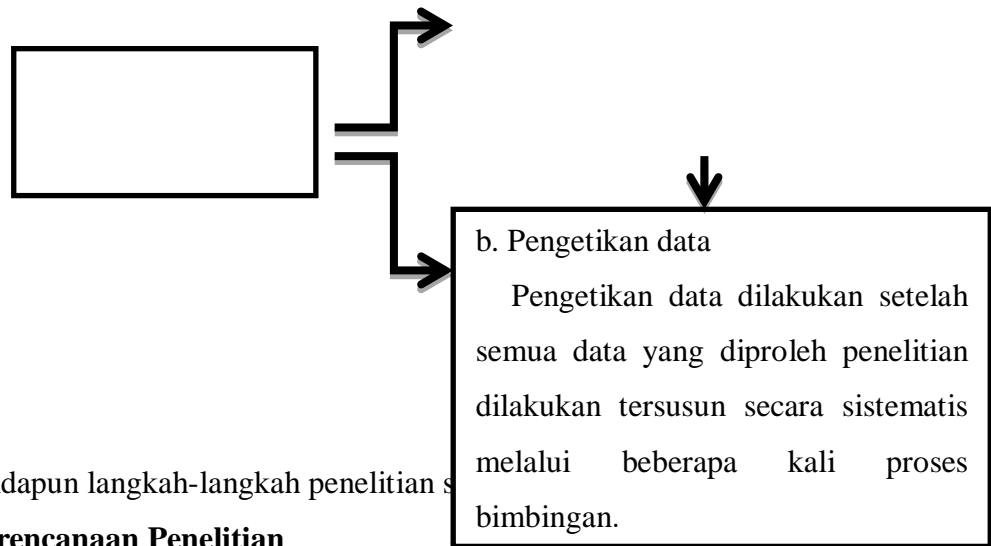 b. Pengetikan data
Pengetikan data dilakukan setelah
semua data yang diproleh penelitian
dilakukan tersusun secara sistematis
melalui beberapa kali proses
bimbingan.
dapun langkah-langkah penelitian s
rencanaan Penelitian